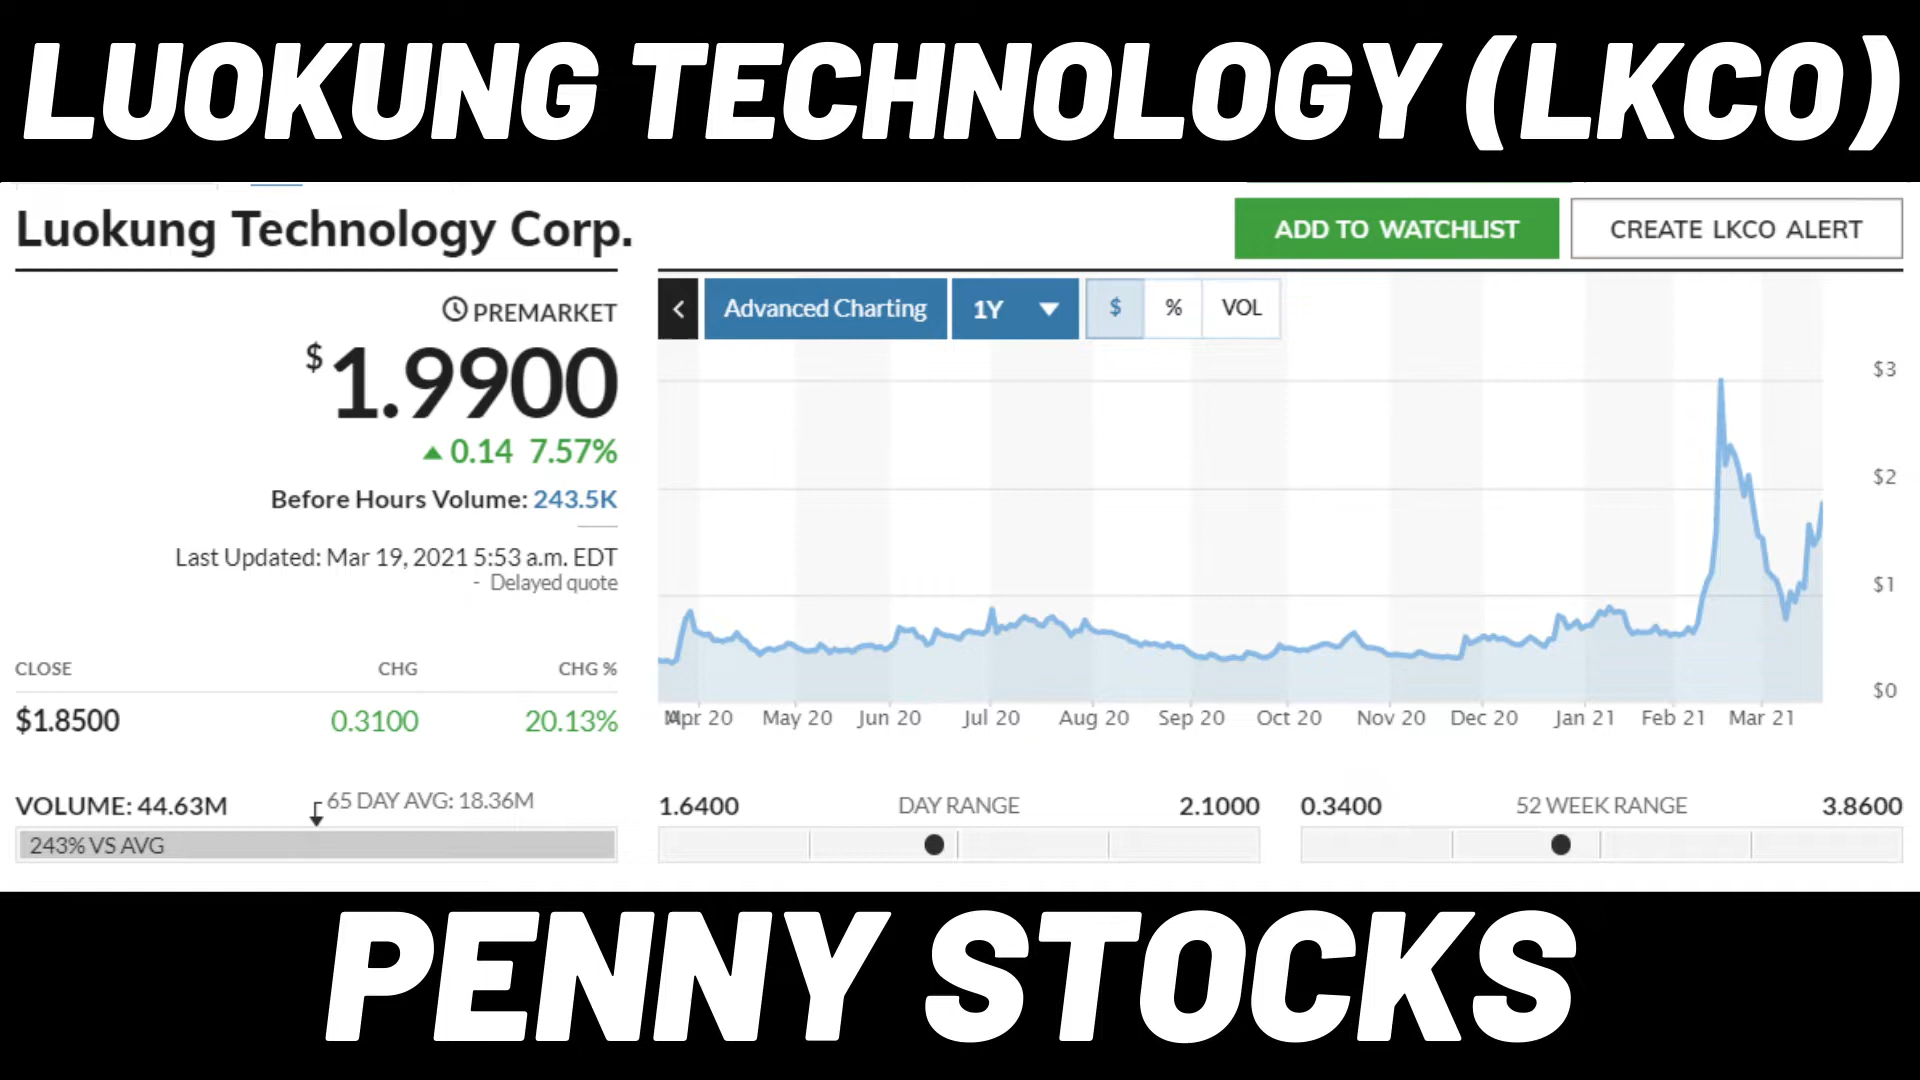 LUOKUNG TECHNOLOGY (LKCO)
Luokung Technology Corp.
ADD TO WATCHLIST
CREATE LKCO ALERT
PREMARKET
$1.9900
0.14 7.57%
Before Hours Volume: 243.5K
Last Updated: Mar 19, 2021 5:53 a.m. EDT
- Delayed quote
CLOSE CHG CHG %
$1.8500 0.3100 20.13%
VOLUME: 44.63M 65 DAY AVG: 18.36M
243% VS AVG
Advanced Charting 1Y $ % VOL
$3
$2
$1
$0
Apr 20 May 20 Jun 20 Jul 20 Aug 20 Sep 20 Oct 20 Nov 20 Dec 20 Jan 21 Feb 21 Mar 21
1.6400 DAY RANGE 2.1000
0.3400 52 WEEK RANGE 3.8600
PENNY STOCKS